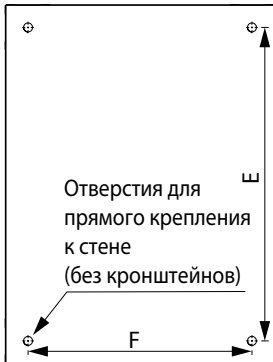 E
Отверстия для
прямого крепления
к стене
(без кронштейнов)
F